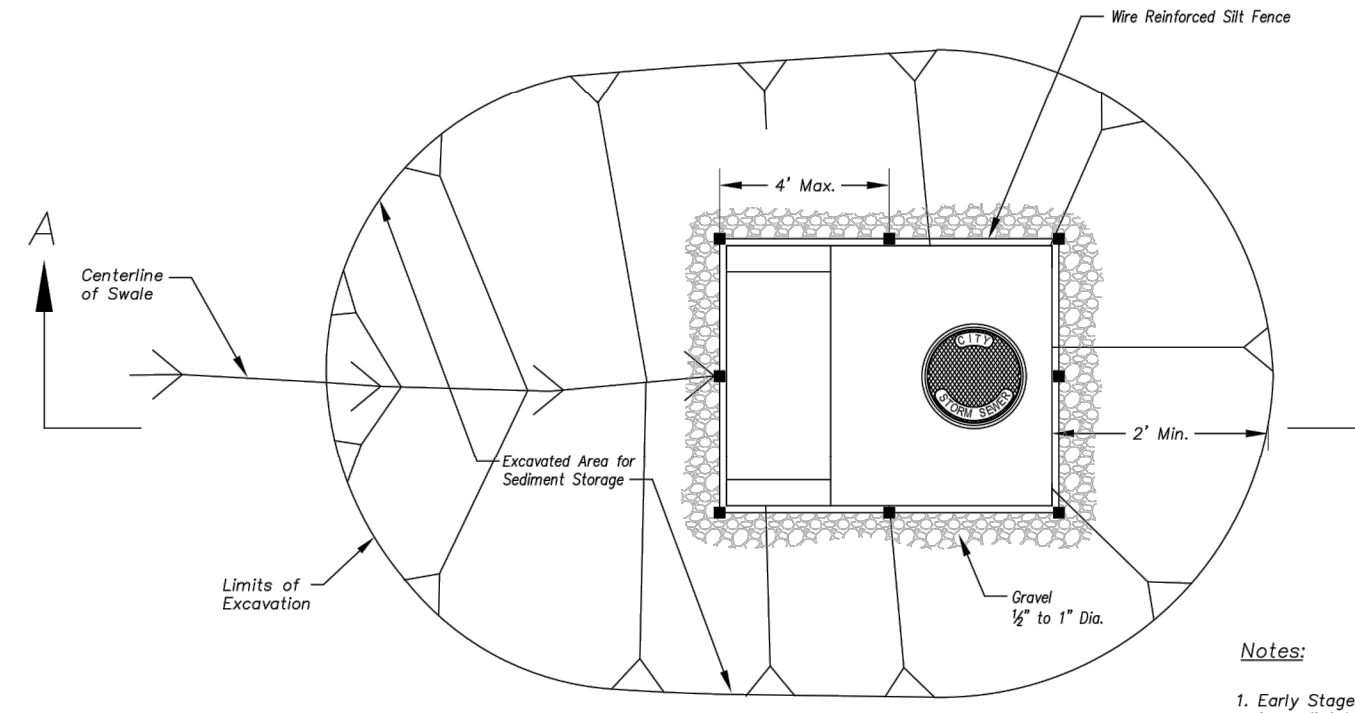 Wire Reinforced Silt Fence
4' Max.
A
Centerline
of Swale
CITY
STORM SEWER
2' Min.
Excavated Area for
Sediment Storage
Limits of
Excavation
Gravel
½" to 1" Dia.
Notes:
1. Early Stage